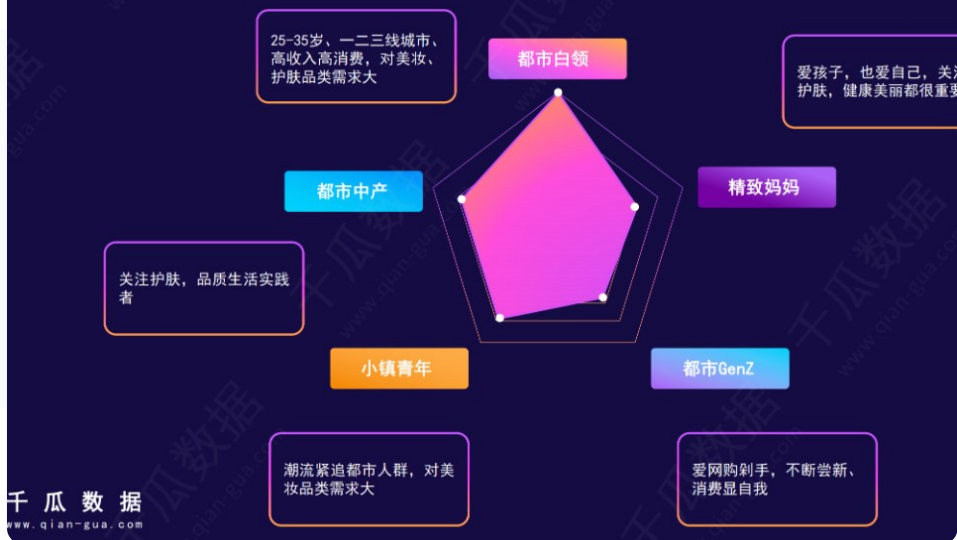 25-35岁、一二三线城市、
高收入高消费，对美妆、
护肤品类需求大
都市白领
爱孩子，也爱自己，关
护肤，健康美丽都很重
都市中产
精致妈妈
关注护肤，品质生活实践
者
小镇青年
都市GenZ
潮流紧追都市人群，对美
妆品类需求大
爱网购剁手，不断尝新、
消费显自我
千瓜数据
www.qian-gua.com